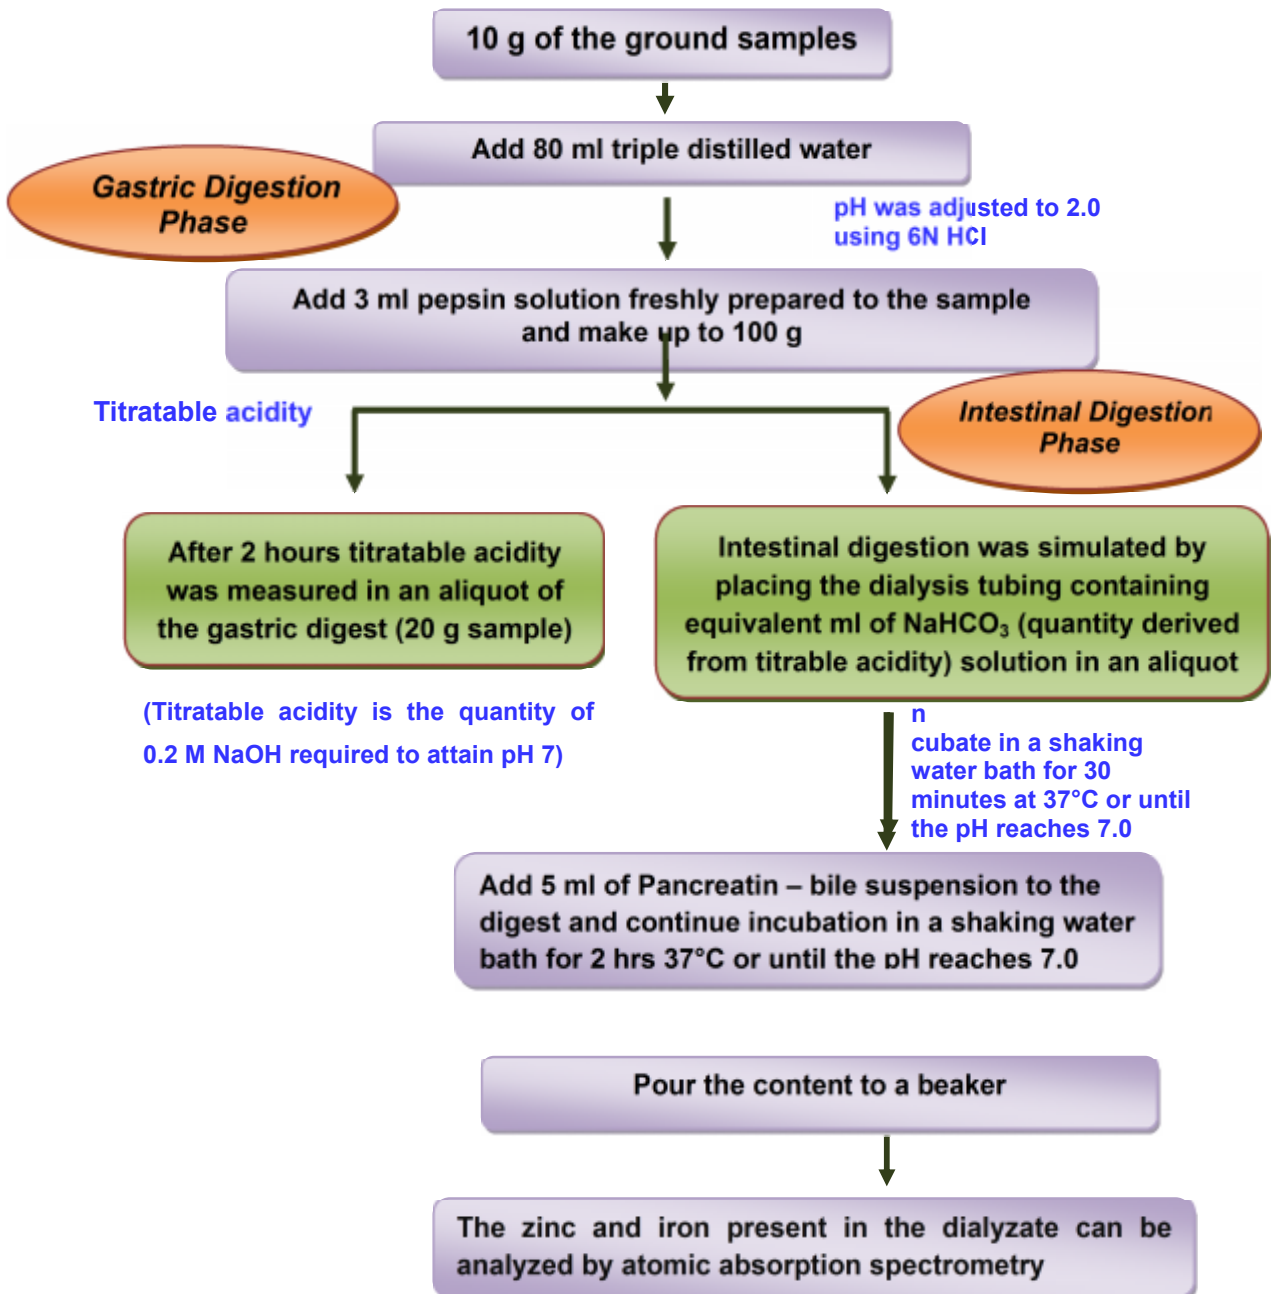 10 g of the ground samples
Add 80 ml triple distilled water
Gastric Digestion
Phase
pH was adjusted to 2.0
using 6N HCl
Add 3 ml pepsin solution freshly prepared to the sample
and make up to 100 g
Titratable acidity
Intestinal Digestion
Phase
After 2 hours titratable acidity
was measured in an aliquot of
the gastric digest (20 g sample)
Intestinal digestion was simulated by
placing the dialysis tubing containing
equivalent ml of NaHCO₃ (quantity derived
from titrable acidity) solution in an aliquot
(Titratable acidity is the quantity of
0.2 M NaOH required to attain pH 7)
n
cubate in a shaking
water bath for 30
minutes at 37°C or until
the pH reaches 7.0
Add 5 ml of Pancreatin – bile suspension to the
digest and continue incubation in a shaking water
bath for 2 hrs 37°C or until the pH reaches 7.0
Pour the content to a beaker
The zinc and iron present in the dialyzate can be
analyzed by atomic absorption spectrometry